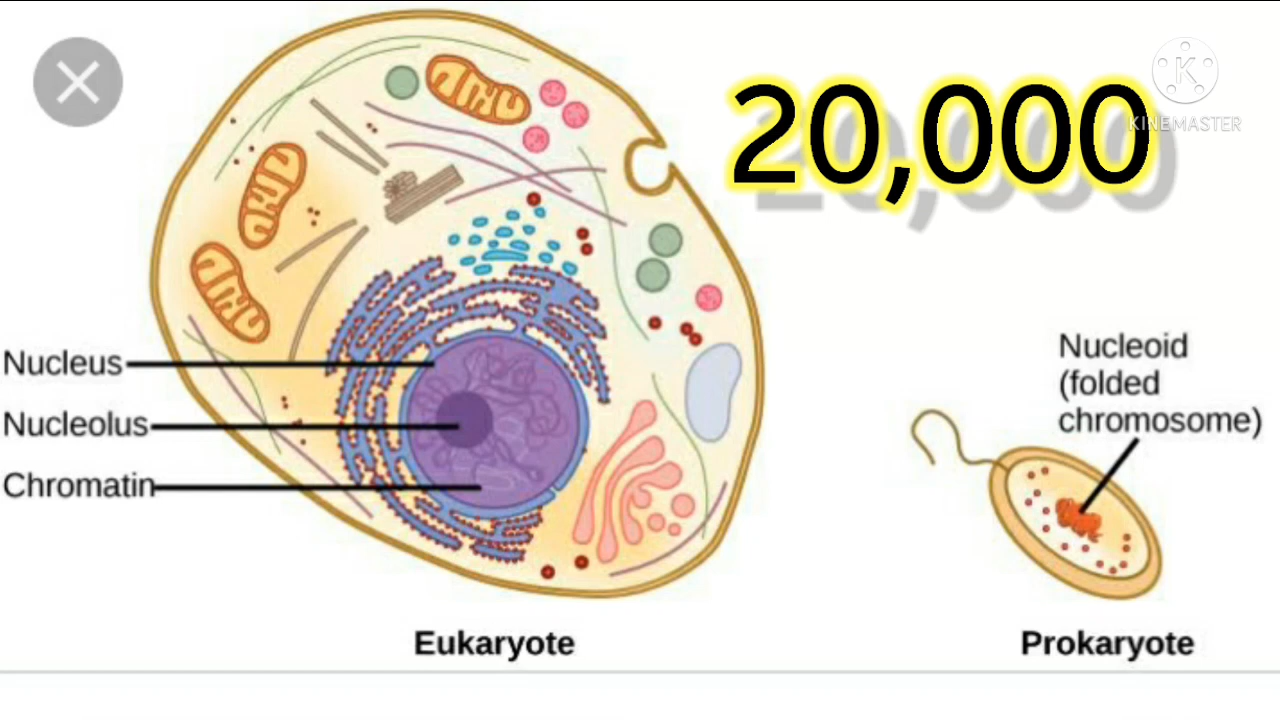 20,000
KINEMASTER
Nucleus
Nucleolus
Chromatin
Nucleoid
(folded
chromosome)
Eukaryote
Prokaryote